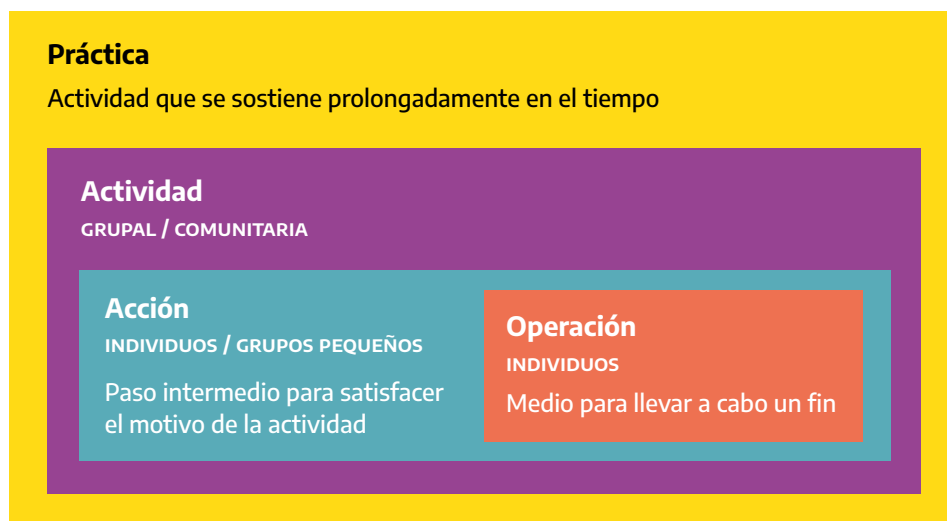 Práctica
Actividad que se sostiene prolongadamente en el tiempo
Actividad
GRUPAL / COMUNITARIA
Acción
INDIVIDUOS / GRUPOS PEQUEÑOS
Paso intermedio para satisfacer
el motivo de la actividad
Operación
INDIVIDUOS
Medio para llevar a cabo un fin